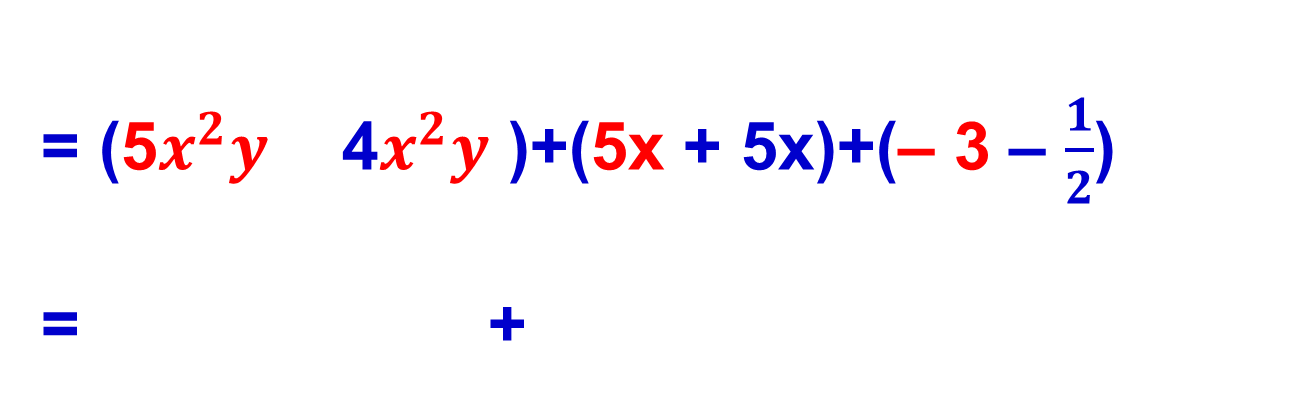 = (5x²y 4x²y )+(5x + 5x)+(– 3 – 1/2)
= +